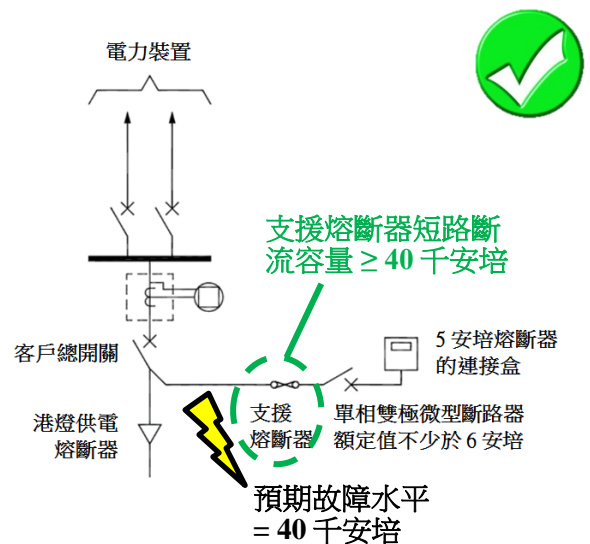 電力裝置
支援熔斷器短路斷
流容量 ≥ 40 千安培
客戶總開關
5 安培熔斷器
的連接盒
港燈供電
熔斷器
支援
熔斷器
單相雙極微型斷路器
額定值不少於 6 安培
預期故障水平
= 40 千安培